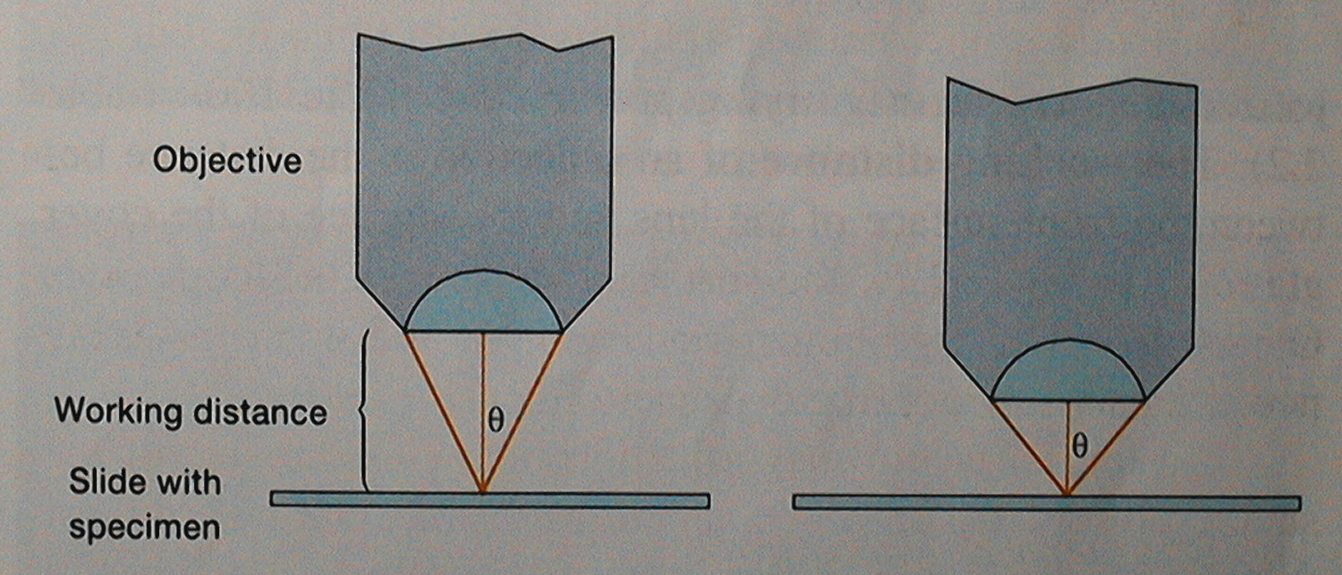 Objective
Working distance
θ
θ
Slide with
specimen